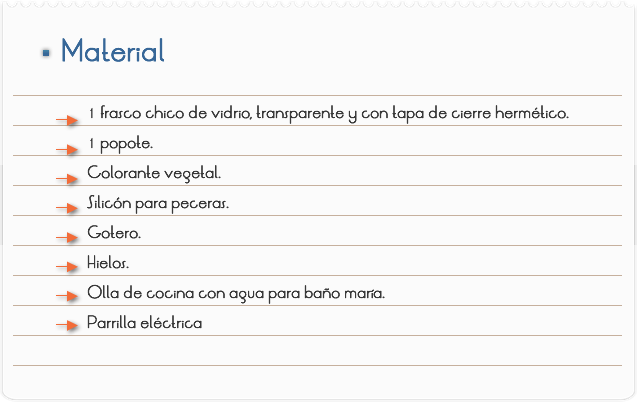 Material
1 frasco chico de vidrio, transparente y con tapa de cierre hermético.
1 popote.
Colorante vegetal.
Silicón para peceras.
Gotero.
Hielos.
Olla de cocina con agua para baño maría.
Parrilla eléctrica